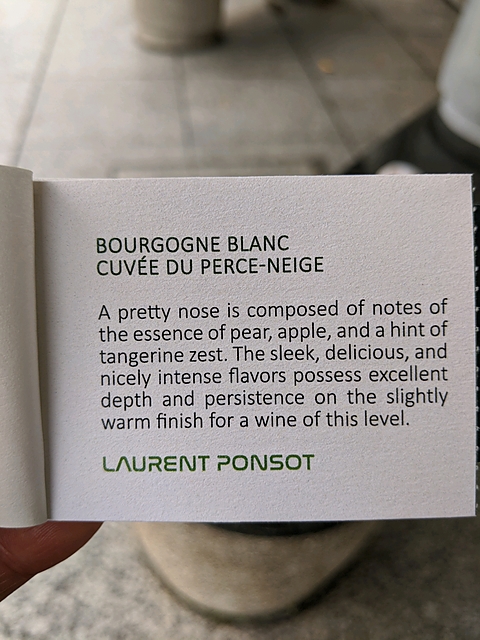 BOURGOGNE BLANC
CUVÉE DU PERCE-NEIGE
A pretty nose is composed of notes of
the essence of pear, apple, and a hint of
tangerine zest. The sleek, delicious, and
nicely intense flavors possess excellent
depth and persistence on the slightly
warm finish for a wine of this level.
LAURENT PONSOT